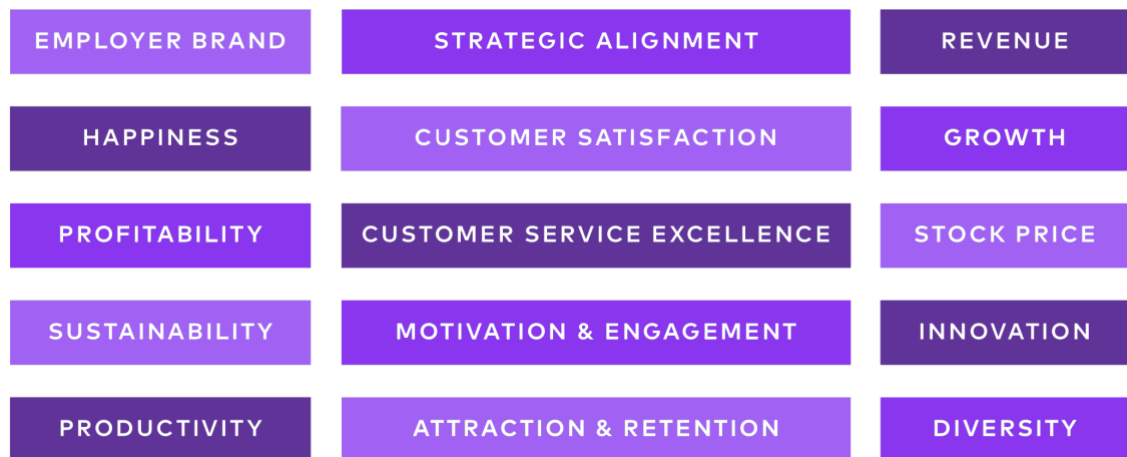 EMPLOYER BRAND
STRATEGIC ALIGNMENT
REVENUE
HAPPINESS
CUSTOMER SATISFACTION
GROWTH
PROFITABILITY
CUSTOMER SERVICE EXCELLENCE
STOCK PRICE
SUSTAINABILITY
MOTIVATION & ENGAGEMENT
INNOVATION
PRODUCTIVITY
ATTRACTION & RETENTION
DIVERSITY